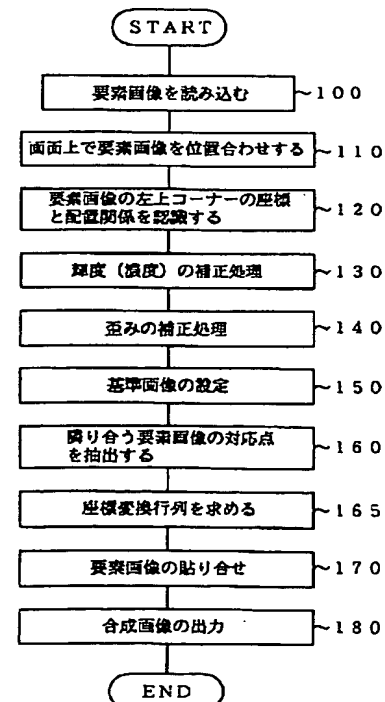 START
要素画像を読み込む ~100
画面上で要素画像を位置合わせする ~110
要素画像の左上コーナーの座標
と配置関係を認識する ~120
輝度（濃度）の補正処理 ~130
歪みの補正処理 ~140
基準画像の設定 ~150
隣り合う要素画像の対応点
を抽出する ~160
座標変換行列を求める ~165
要素画像の貼り合せ ~170
合成画像の出力 ~180
END